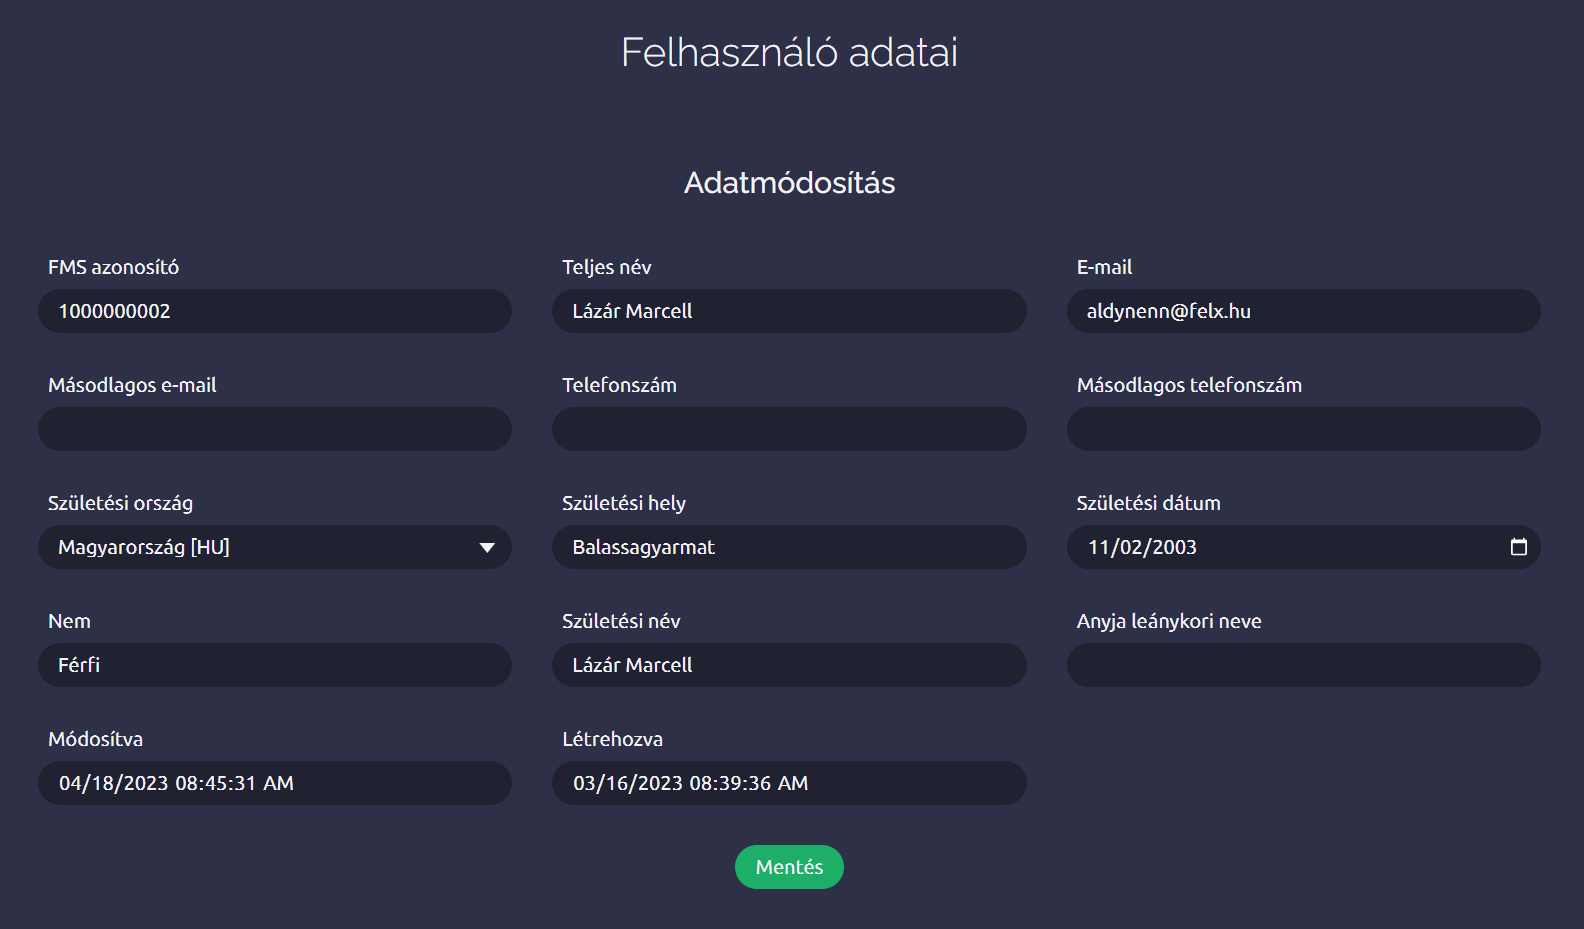 Felhasználó adatai
Adatmódosítás
FMS azonosító
1000000002
Teljes név
Lázár Marcell
E-mail
aldynenn@felx.hu
Másodlagos e-mail
Telefonszám
Másodlagos telefonszám
Születési ország
Magyarország [HU]
Születési hely
Balassagyarmat
Születési dátum
11/02/2003
Nem
Férfi
Születési név
Lázár Marcell
Anyja leánykori neve
Módosítva
04/18/2023 08:45:31 AM
Létrehozva
03/16/2023 08:39:36 AM
Mentés